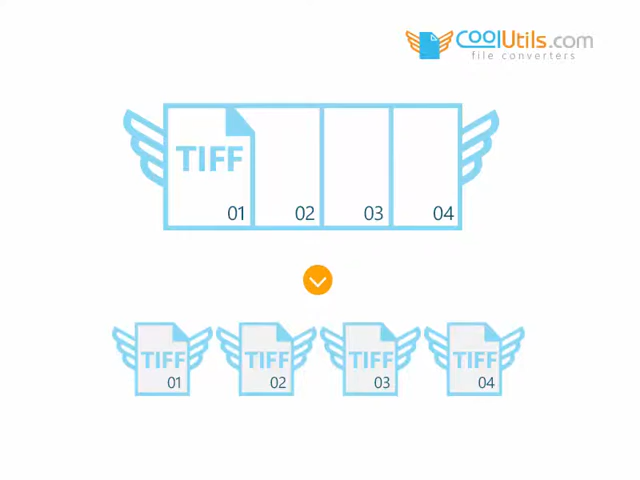 CoolUtils.com
file converters
TIFF
01 02 03 04
TIFF TIFF TIFF TIFF
01 02 03 04